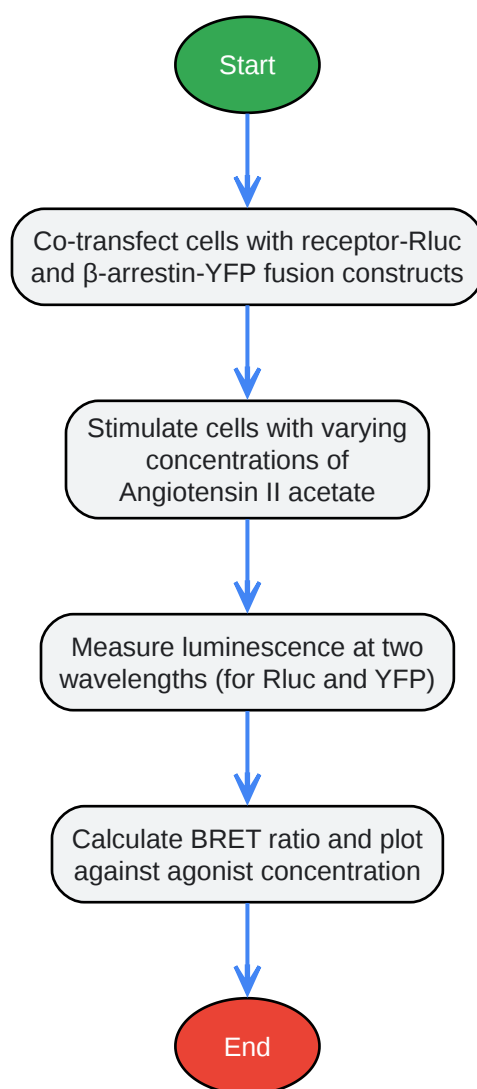 Start
Co-transfect cells with receptor-Rluc
and β-arrestin-YFP fusion constructs
Stimulate cells with varying
concentrations of
Angiotensin II acetate
Measure luminescence at two
wavelengths (for Rluc and YFP)
Calculate BRET ratio and plot
against agonist concentration
End